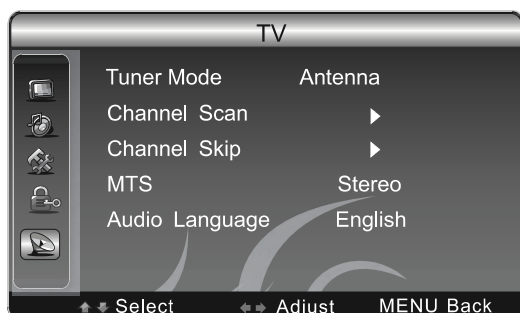 TV
Tuner Mode Antenna
Channel Scan
Channel Skip
MTS Stereo
Audio Language English
Select Adjust MENU Back